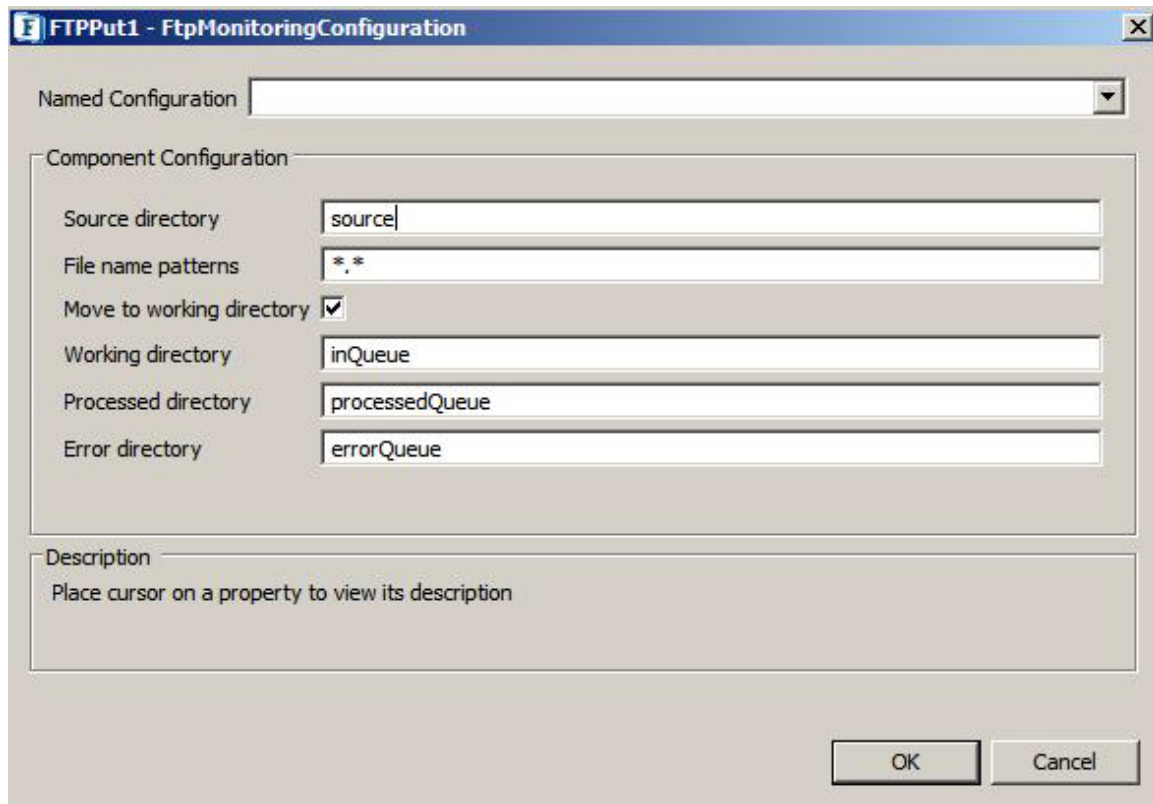 FTPPut1 - FtpMonitoringConfiguration
Named Configuration
Component Configuration
Source directory source
File name patterns *.*
Move to working directory
Working directory inQueue
Processed directory processedQueue
Error directory errorQueue
Description
Place cursor on a property to view its description
OK Cancel